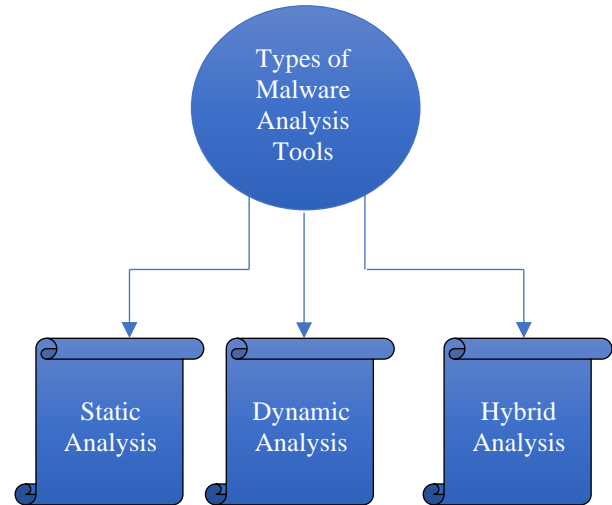 Types of
Malware
Analysis
Tools
Static
Analysis
Dynamic
Analysis
Hybrid
Analysis